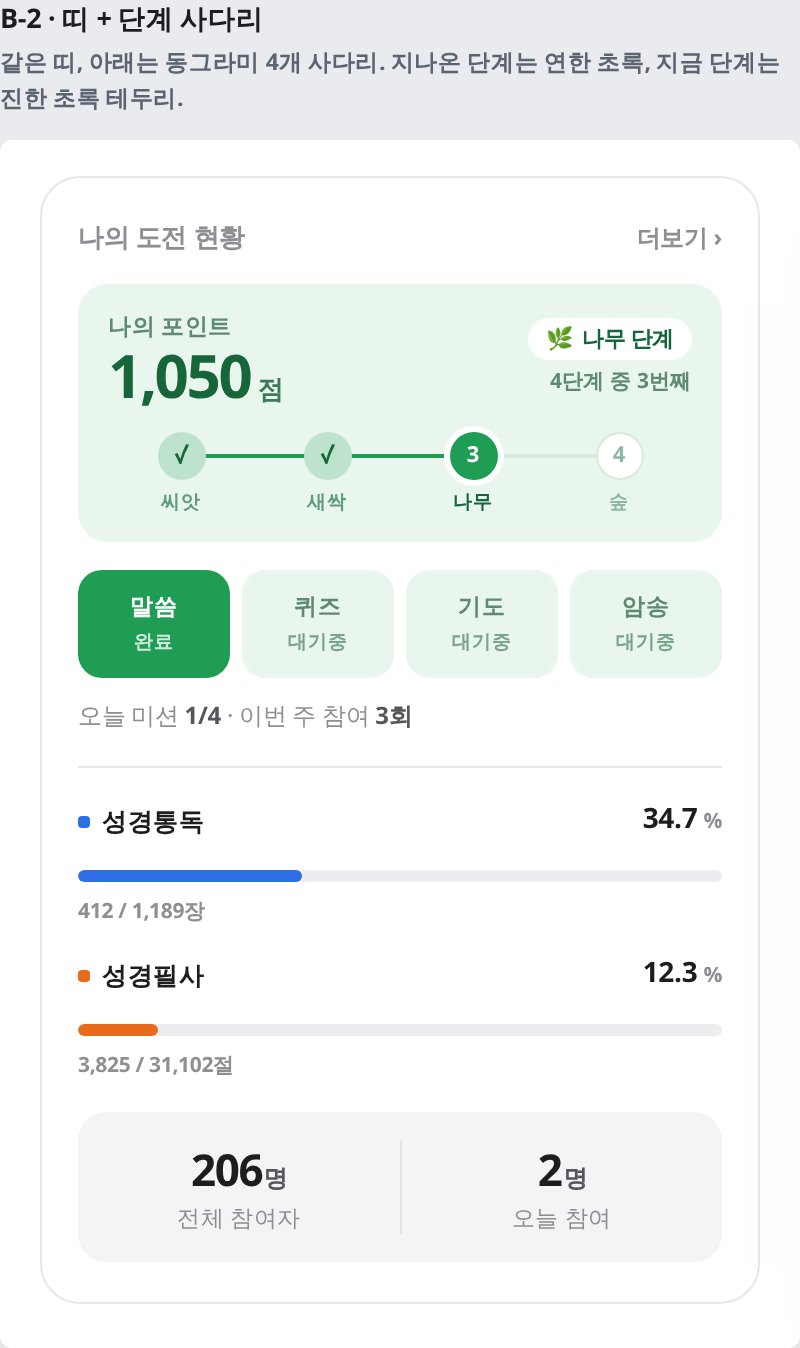 B-2 · 띠 + 단계 사다리
같은 띠, 아래는 동그라미 4개 사다리. 지나온 단계는 연한 초록, 지금 단계는
진한 초록 테두리.
나의 도전 현황
더보기 ›
나의 포인트
1,050 점
🌿 나무 단계
4단계 중 3번째
✓ ✓ 3 4
씨앗 새싹 나무 숲
말씀 퀴즈 기도 암송
완료 대기중 대기중 대기중
오늘 미션 1/4 · 이번 주 참여 3회
성경통독 34.7 %
412 / 1,189장
성경필사 12.3 %
3,825 / 31,102절
206명 2명
전체 참여자 오늘 참여